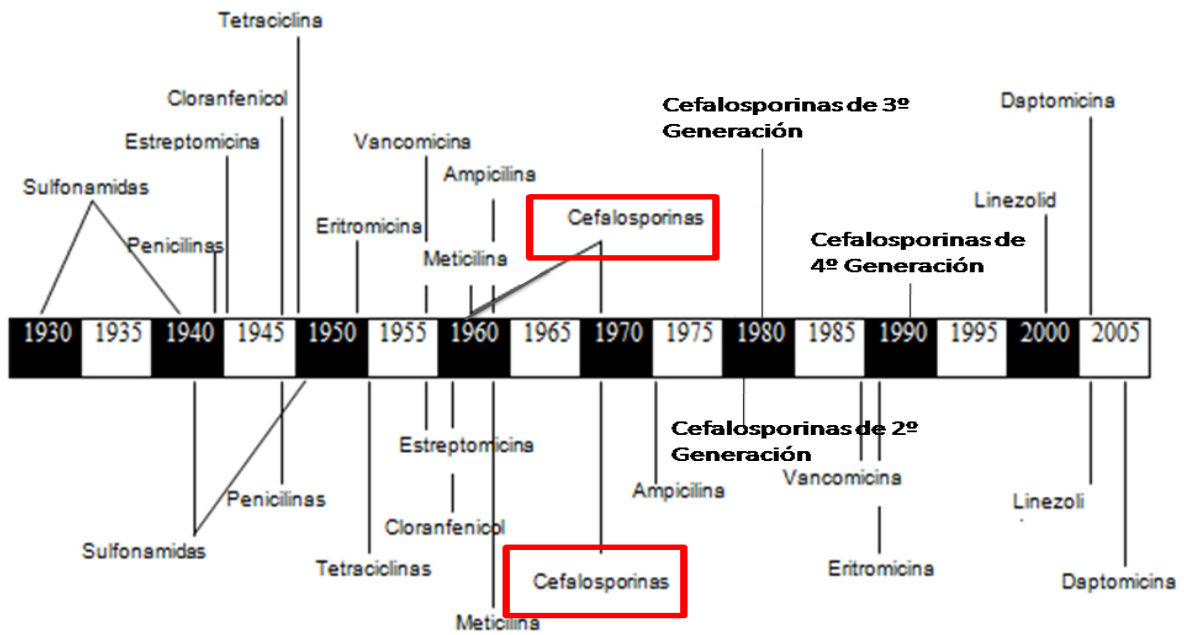 Tetraciclina
Cloranfenicol
Cefalosporinas de 3º
Generación
Daptomicina
Estreptomicina
Vancomicina
Ampicilina
Sulfonamidas
Linezolid
Cefalosporinas
Eritromicina
Penicilinas
Cefalosporinas de
4º Generación
Meticilina
1930 1935 1940 1945 1950 1955 1960 1965 1970 1975 1980 1985 1990 1995 2000 2005
Cefalosporinas de 2º
Generación
Estreptomicina
Vancomicina
Ampicilina
Penicilinas
Linezoli
Cloranfenicol
Sulfonamidas
Tetraciclinas
Eritromicina
Cefalosporinas
Daptomicina
Meticilina